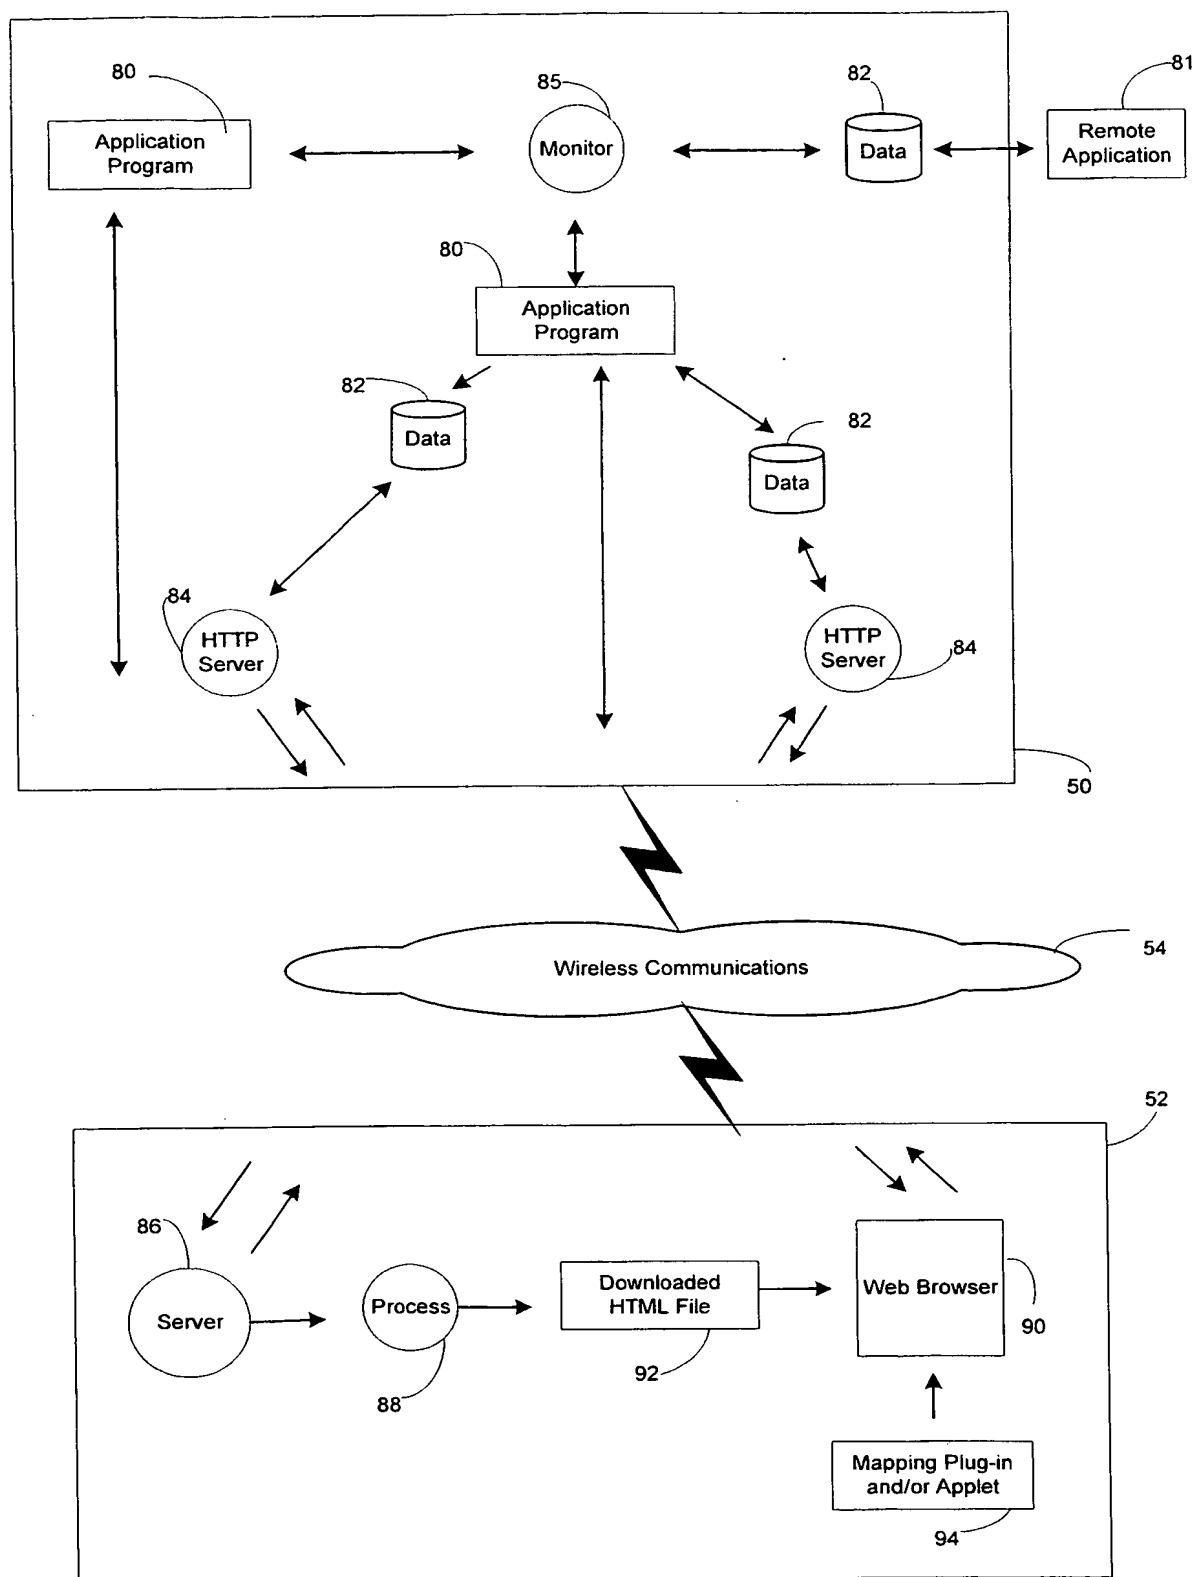 80
85
82
81
Application
Program
Monitor
Data
Remote
Application
80
Application
Program
82
Data
82
Data
84
HTTP
Server
HTTP
Server
84
50
54
Wireless Communications
52
86
Server
Process
88
Downloaded
HTML File
92
Web Browser
90
Mapping Plug-in
and/or Applet
94